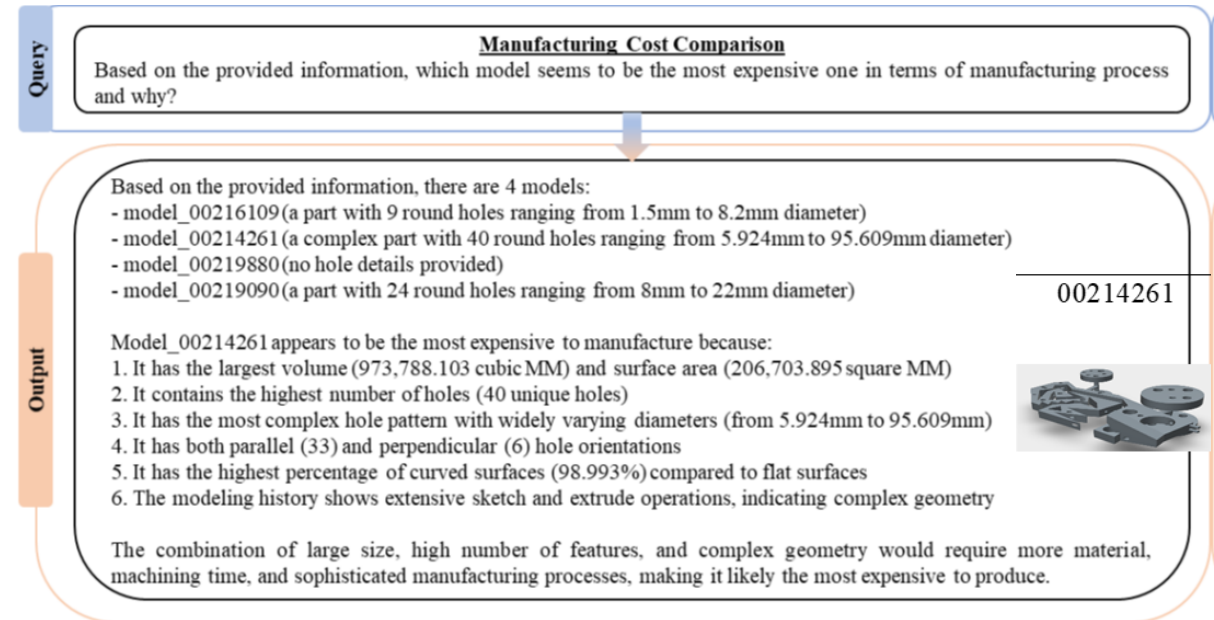 Query
Manufacturing Cost Comparison
Based on the provided information, which model seems to be the most expensive one in terms of manufacturing process
and why?
Output
Based on the provided information, there are 4 models:
- model_00216109(a part with 9 round holes ranging from 1.5mm to 8.2mm diameter)
- model_00214261(a complex part with 40 round holes ranging from 5.924mm to 95.609mm diameter)
- model_00219880(no hole details provided)
- model_00219090(a part with 24 round holes ranging from 8mm to 22mm diameter)
00214261
Model_00214261 appears to be the most expensive to manufacture because:
1. It has the largest volume (973,788.103 cubic MM) and surface area (206,703.895 square MM)
2. It contains the highest number of holes (40 unique holes)
3. It has the most complex hole pattern with widely varying diameters (from 5.924mm to 95.609mm)
4. It has both parallel (33) and perpendicular (6) hole orientations
5. It has the highest percentage of curved surfaces (98.993%) compared to flat surfaces
6. The modeling history shows extensive sketch and extrude operations, indicating complex geometry
The combination of large size, high number of features, and complex geometry would require more material,
machining time, and sophisticated manufacturing processes, making it likely the most expensive to produce.